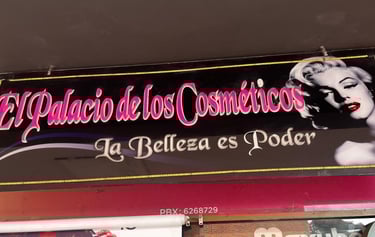 El Palacio de los Cosméticos
La Belleza es Poder
PBX: 6268729